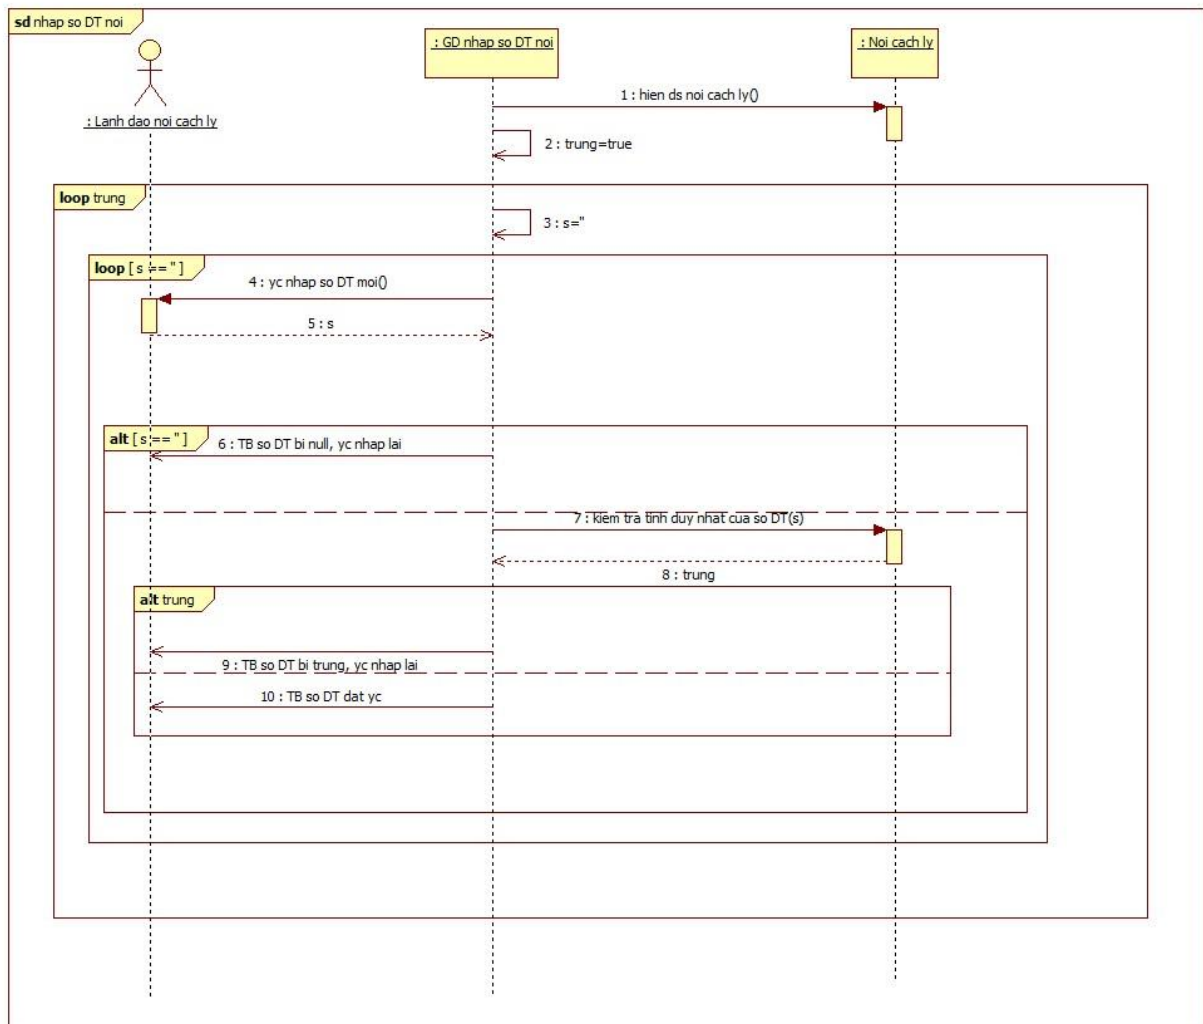 sd nhap so DT noi
: GD nhap so DT noi
: Noi cach ly
: Lanh dao noi cach ly
1 : hien ds noi cach ly()
2 : trung=true
loop trung
3 : s=''
loop [ s == '' ]
4 : yc nhap so DT moi()
5 : s
alt [ s == '' ]
6 : TB so DT bi null, yc nhap lai
7 : kiem tra tinh duy nhat cua so DT(s)
8 : trung
alt trung
9 : TB so DT bi trung, yc nhap lai
10 : TB so DT dat yc